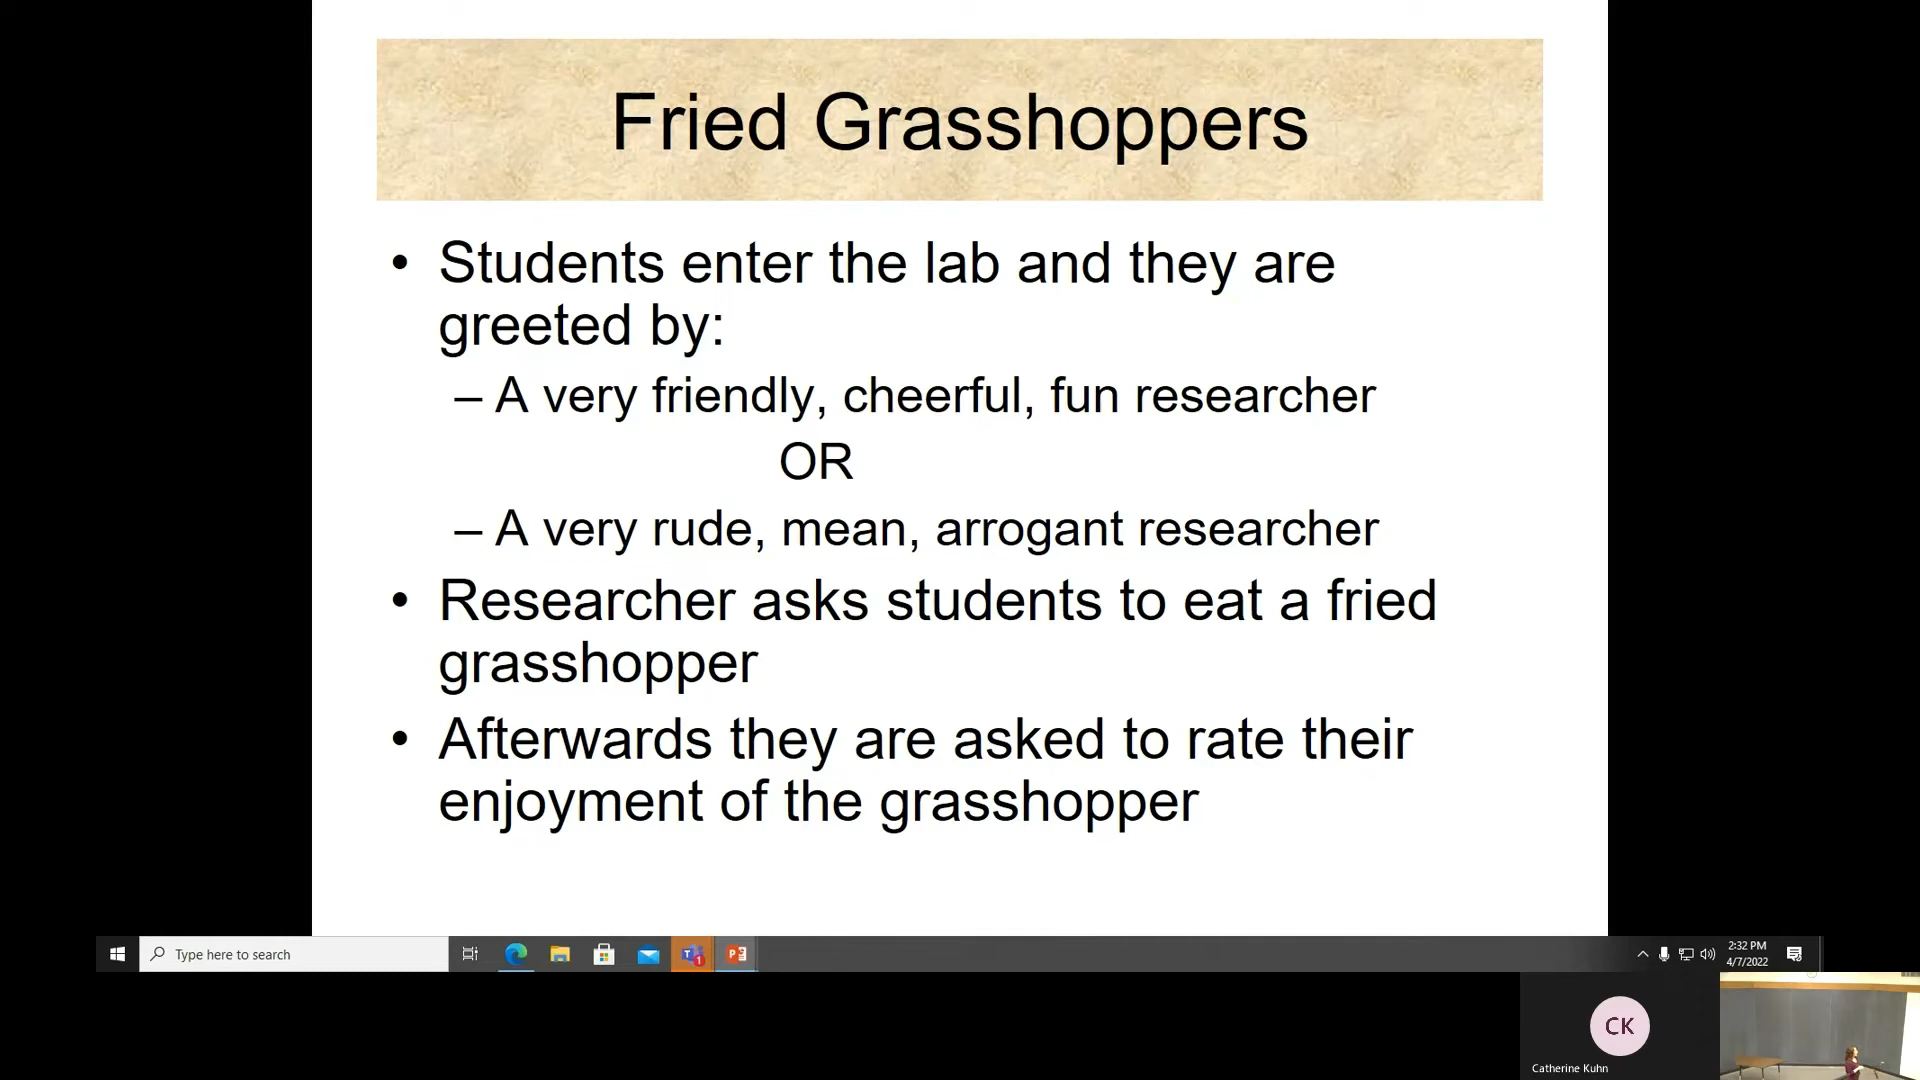 Fried Grasshoppers
• Students enter the lab and they are
greeted by:
– A very friendly, cheerful, fun researcher
OR
– A very rude, mean, arrogant researcher
• Researcher asks students to eat a fried
grasshopper
• Afterwards they are asked to rate their
enjoyment of the grasshopper
Type here to search
2:32 PM
4/7/2022
CK
Catherine Kuhn